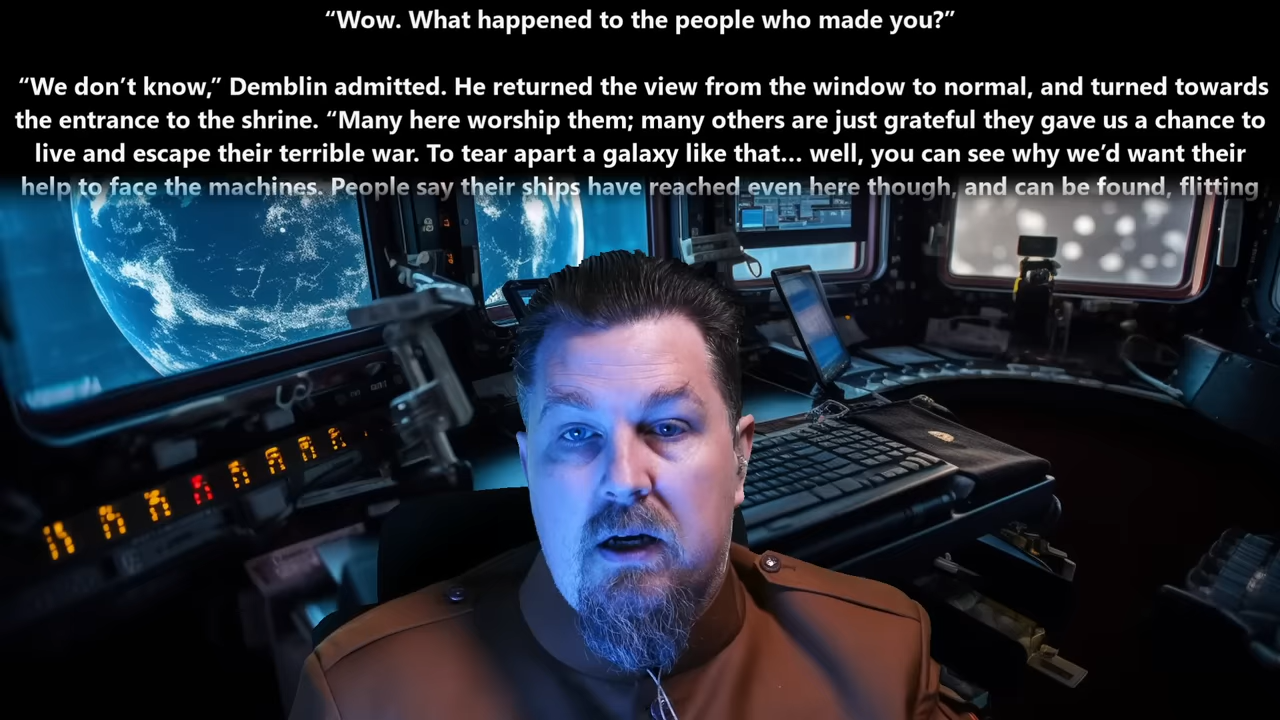 “Wow. What happened to the people who made you?”
“We don’t know,” Demblin admitted. He returned the view from the window to normal, and turned towards
the entrance to the shrine. “Many here worship them; many others are just grateful they gave us a chance to
live and escape their terrible war. To tear apart a galaxy like that… well, you can see why we’d want their
help to face the machines. People say their ships have reached even here though, and can be found, flitting